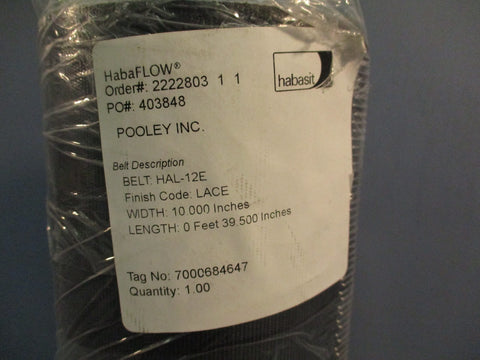 HabaFLOW®
Order#: 2222803 1 1
habasit
PO#: 403848
POOLEY INC.
Belt Description
BELT: HAL-12E
Finish Code: LACE
WIDTH: 10.000 Inches
LENGTH: 0 Feet 39.500 Inches
Tag No: 7000684647
Quantity: 1.00